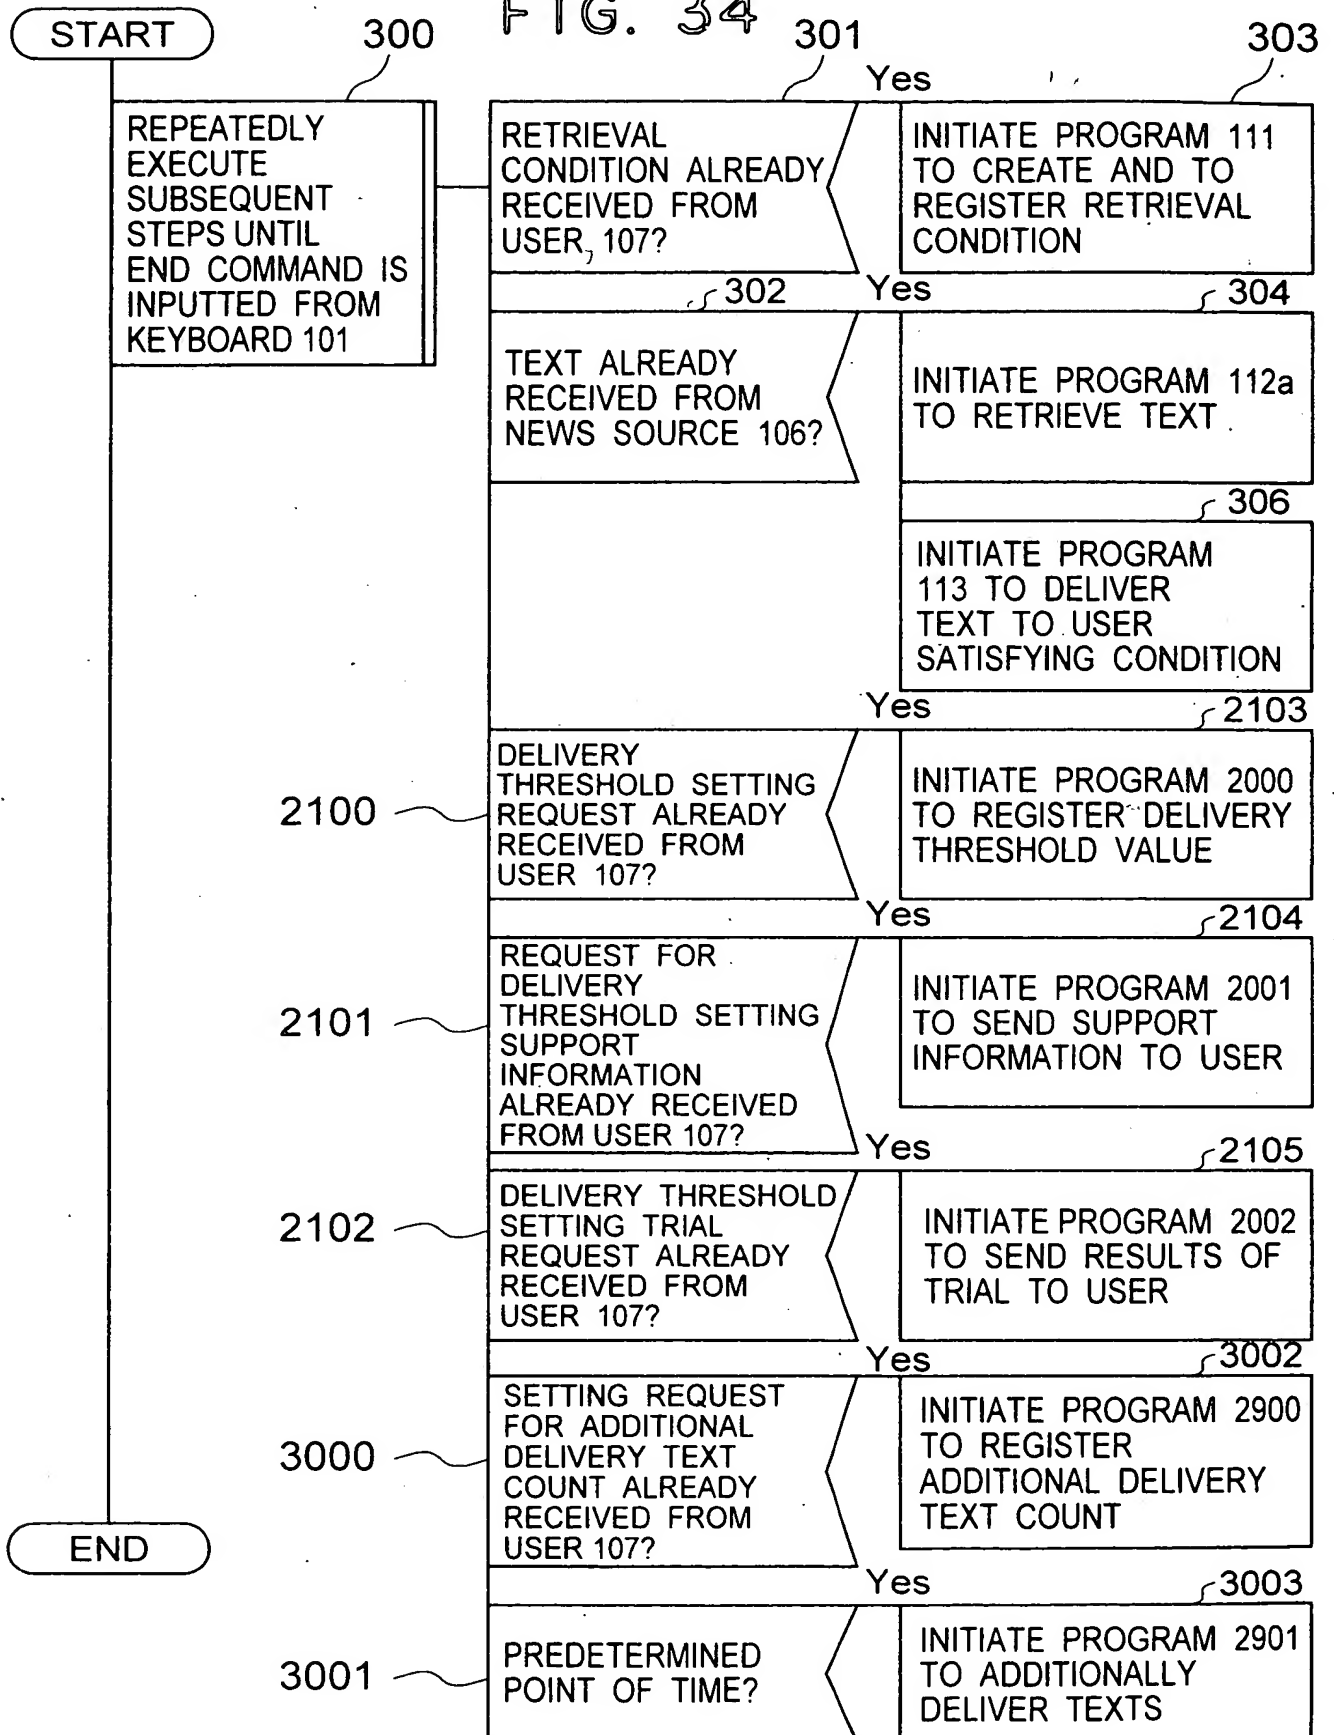 FIG. 34
START
300
301
303
Yes
REPEATEDLY
EXECUTE
SUBSEQUENT
STEPS UNTIL
END COMMAND IS
INPUTTED FROM
KEYBOARD 101
RETRIEVAL
CONDITION ALREADY
RECEIVED FROM
USER, 107?
INITIATE PROGRAM 111
TO CREATE AND TO
REGISTER RETRIEVAL
CONDITION
302
Yes
304
TEXT ALREADY
RECEIVED FROM
NEWS SOURCE 106?
INITIATE PROGRAM 112a
TO RETRIEVE TEXT
306
INITIATE PROGRAM
113 TO DELIVER
TEXT TO USER
SATISFYING CONDITION
Yes
2103
2100
DELIVERY
THRESHOLD SETTING
REQUEST ALREADY
RECEIVED FROM
USER 107?
INITIATE PROGRAM 2000
TO REGISTER DELIVERY
THRESHOLD VALUE
Yes
2104
2101
REQUEST FOR
DELIVERY
THRESHOLD SETTING
SUPPORT
INFORMATION
ALREADY RECEIVED
FROM USER 107?
INITIATE PROGRAM 2001
TO SEND SUPPORT
INFORMATION TO USER
Yes
2105
2102
DELIVERY THRESHOLD
SETTING TRIAL
REQUEST ALREADY
RECEIVED FROM
USER 107?
INITIATE PROGRAM 2002
TO SEND RESULTS OF
TRIAL TO USER
Yes
3002
3000
SETTING REQUEST
FOR ADDITIONAL
DELIVERY TEXT
COUNT ALREADY
RECEIVED FROM
USER 107?
INITIATE PROGRAM 2900
TO REGISTER
ADDITIONAL DELIVERY
TEXT COUNT
END
Yes
3003
3001
PREDETERMINED
POINT OF TIME?
INITIATE PROGRAM 2901
TO ADDITIONALLY
DELIVER TEXTS